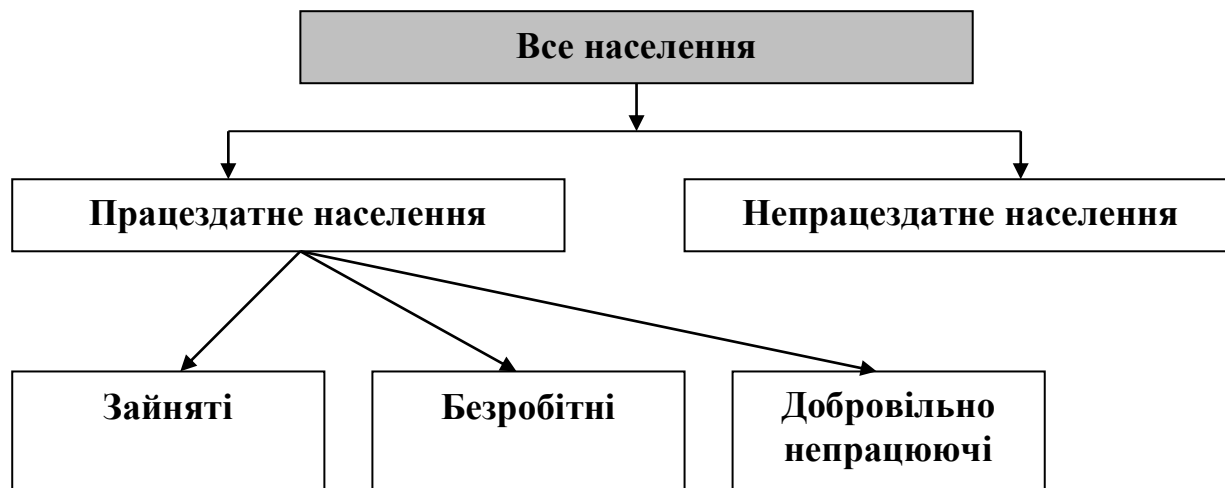 Все населення
Працездатне населення
Непрацездатне населення
Зайняті
Безробітні
Добровільно
непрацюючі